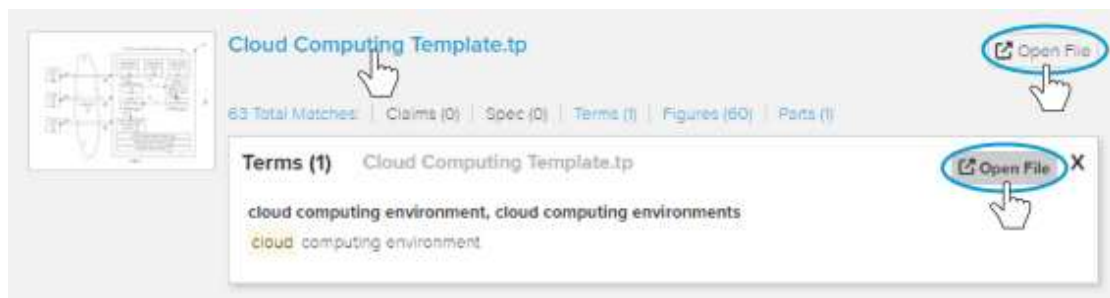 Cloud Computing Template.tp
Open File
63 Total Matches: | Claims (0) | Spec (0) | Terms (1) | Figures (60) | Parts (1)
Terms (1) Cloud Computing Template.tp
Open File X
cloud computing environment, cloud computing environments
cloud computing environment